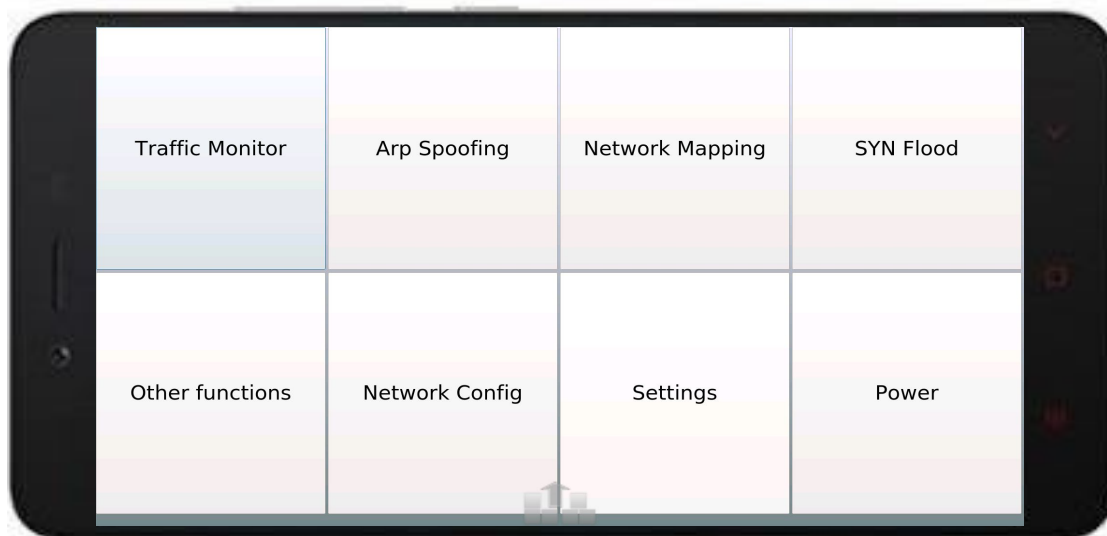 Traffic Monitor
Arp Spoofing
Network Mapping
SYN Flood
Other functions
Network Config
Settings
Power